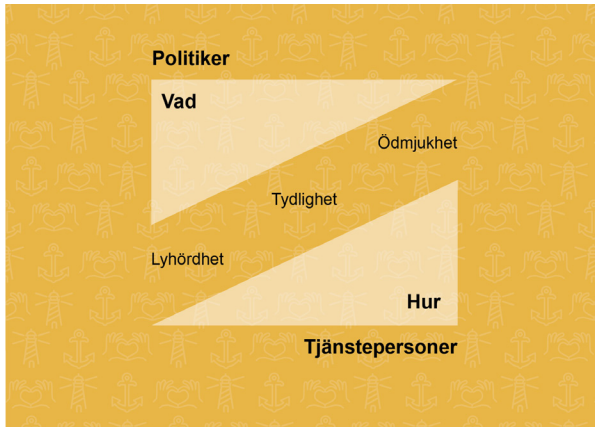 Politiker
Vad
Ödmjukhet
Tydlighet
Lyhördhet
Hur
Tjänstepersoner